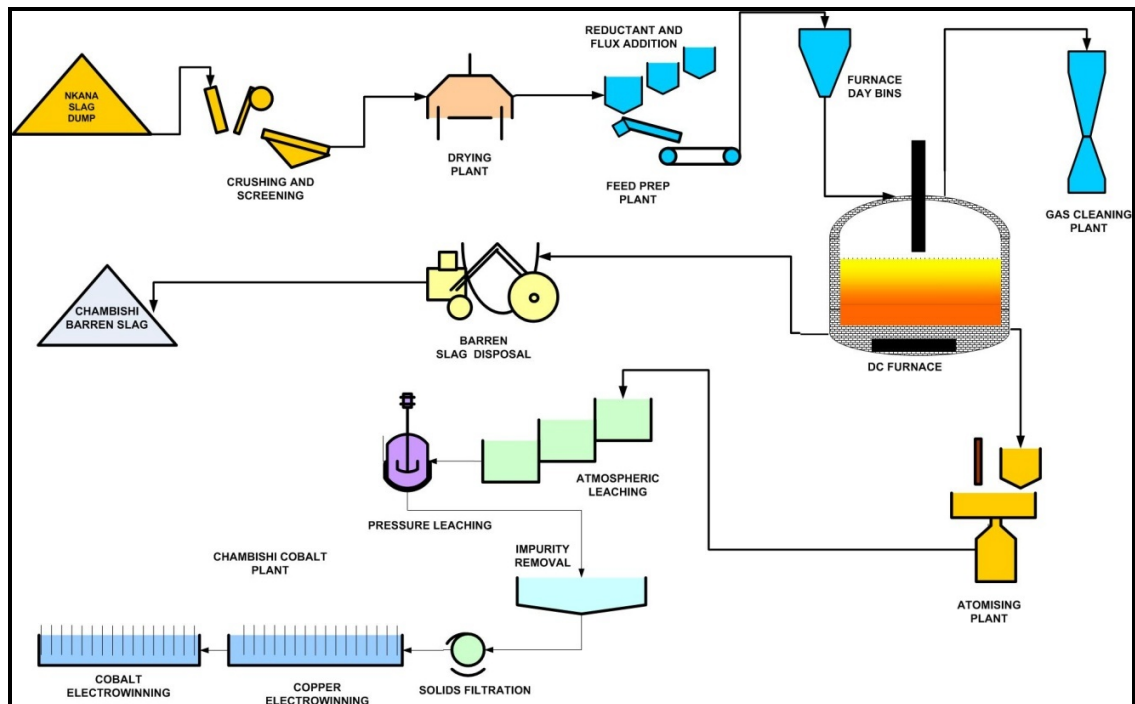 NKANA
SLAG
DUMP
CRUSHING AND
SCREENING
DRYING
PLANT
REDUCTANT AND
FLUX ADDITION
FEED PREP
PLANT
FURNACE
DAY BINS
GAS CLEANING
PLANT
CHAMBISHI
BARREN SLAG
BARREN
SLAG DISPOSAL
DC FURNACE
ATMOSPHERIC
LEACHING
PRESSURE LEACHING
CHAMBISHI COBALT
PLANT
IMPURITY
REMOVAL
ATOMISING
PLANT
COBALT
ELECTROWINNING
COPPER
ELECTROWINNING
SOLIDS FILTRATION